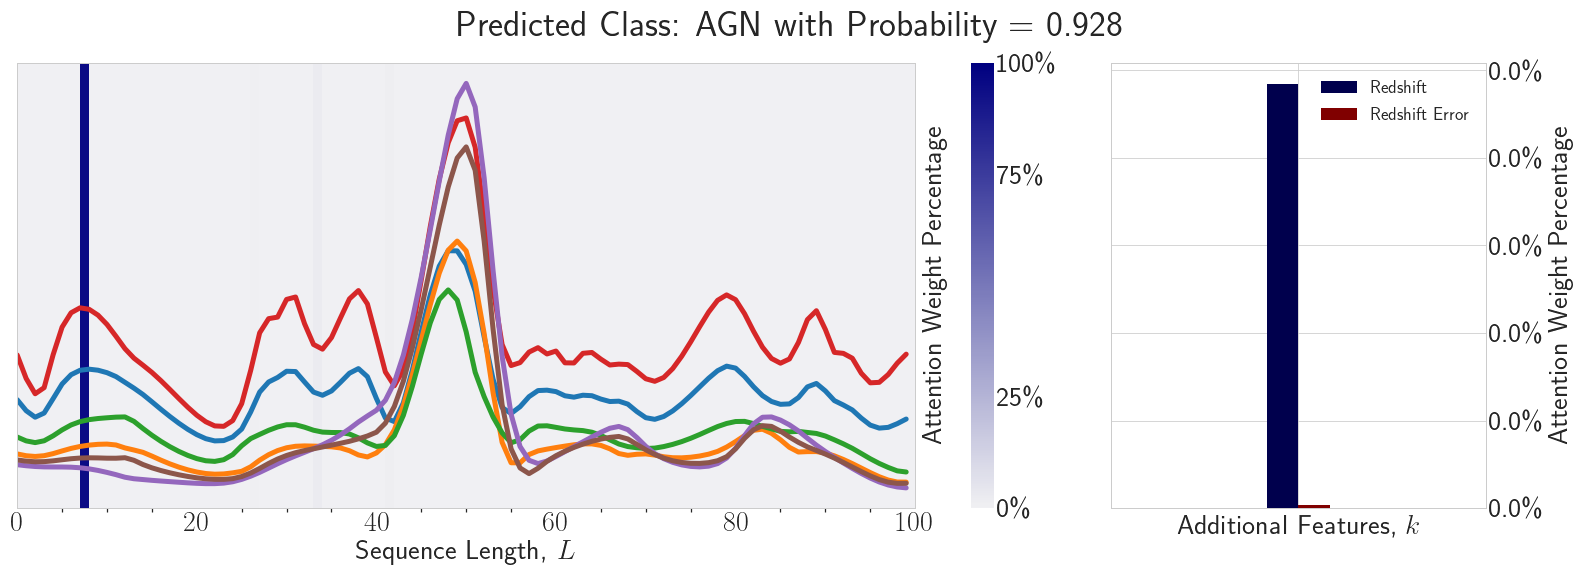 Predicted Class: AGN with Probability = 0.928
0 20 40 60 80 100
Sequence Length, L
100%
75%
25%
0%
Attention Weight Percentage
Redshift
Redshift Error
0.0%
0.0%
0.0%
0.0%
0.0%
0.0%
Attention Weight Percentage
Additional Features, k